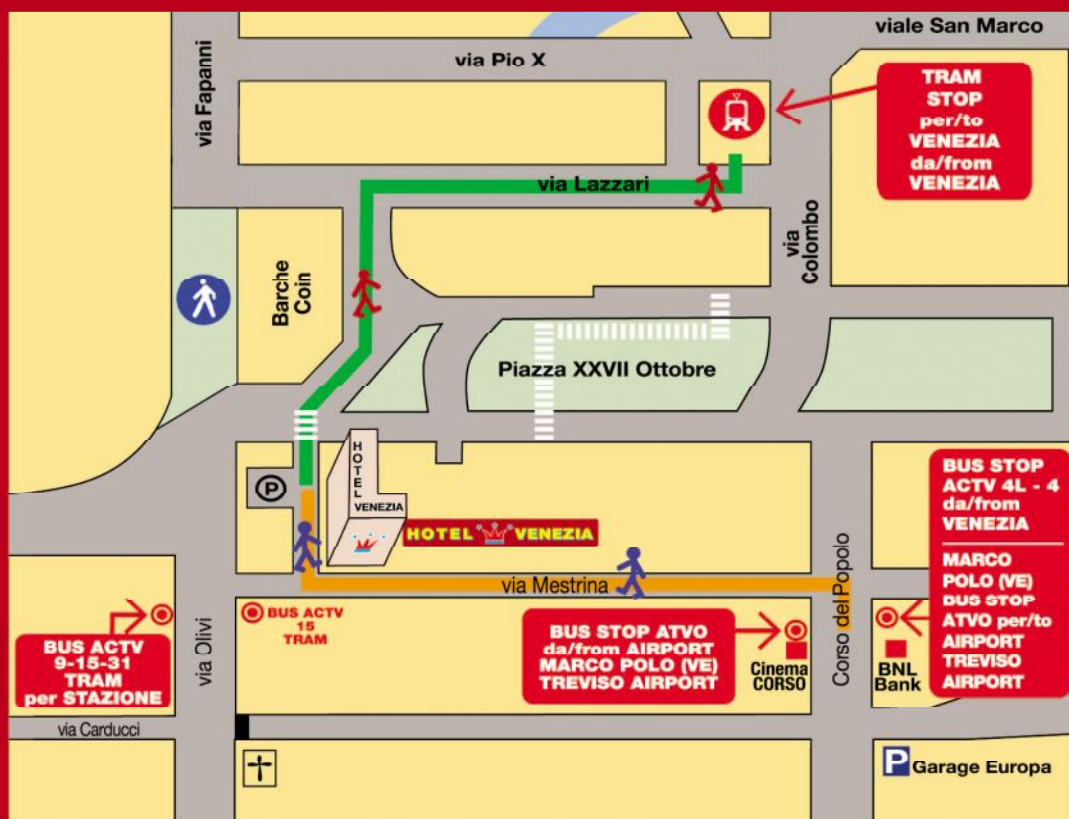 viale San Marco
via Pio X
via Fapanni
TRAM
STOP
per/to
VENEZIA
da/from
VENEZIA
via Lazzari
via
Colombo
Barche
Coin
Piazza XXVII Ottobre
P
HOTEL
VENEZIA
HOTEL VENEZIA
BUS STOP
ACTV 4L - 4
da/from
VENEZIA
MARCO
POLO (VE)
BUS STOP
ATVO per/to
AIRPORT
TREVISO
AIRPORT
via Mestrina
Corso del Popolo
BUS ACTV
15
TRAM
BUS ACTV
9-15-31
TRAM
per STAZIONE
via Olivi
BUS STOP ATVO
da/from AIRPORT
MARCO POLO (VE)
TREVISO AIRPORT
Cinema
CORSO
BNL
Bank
via Carducci
P Garage Europa